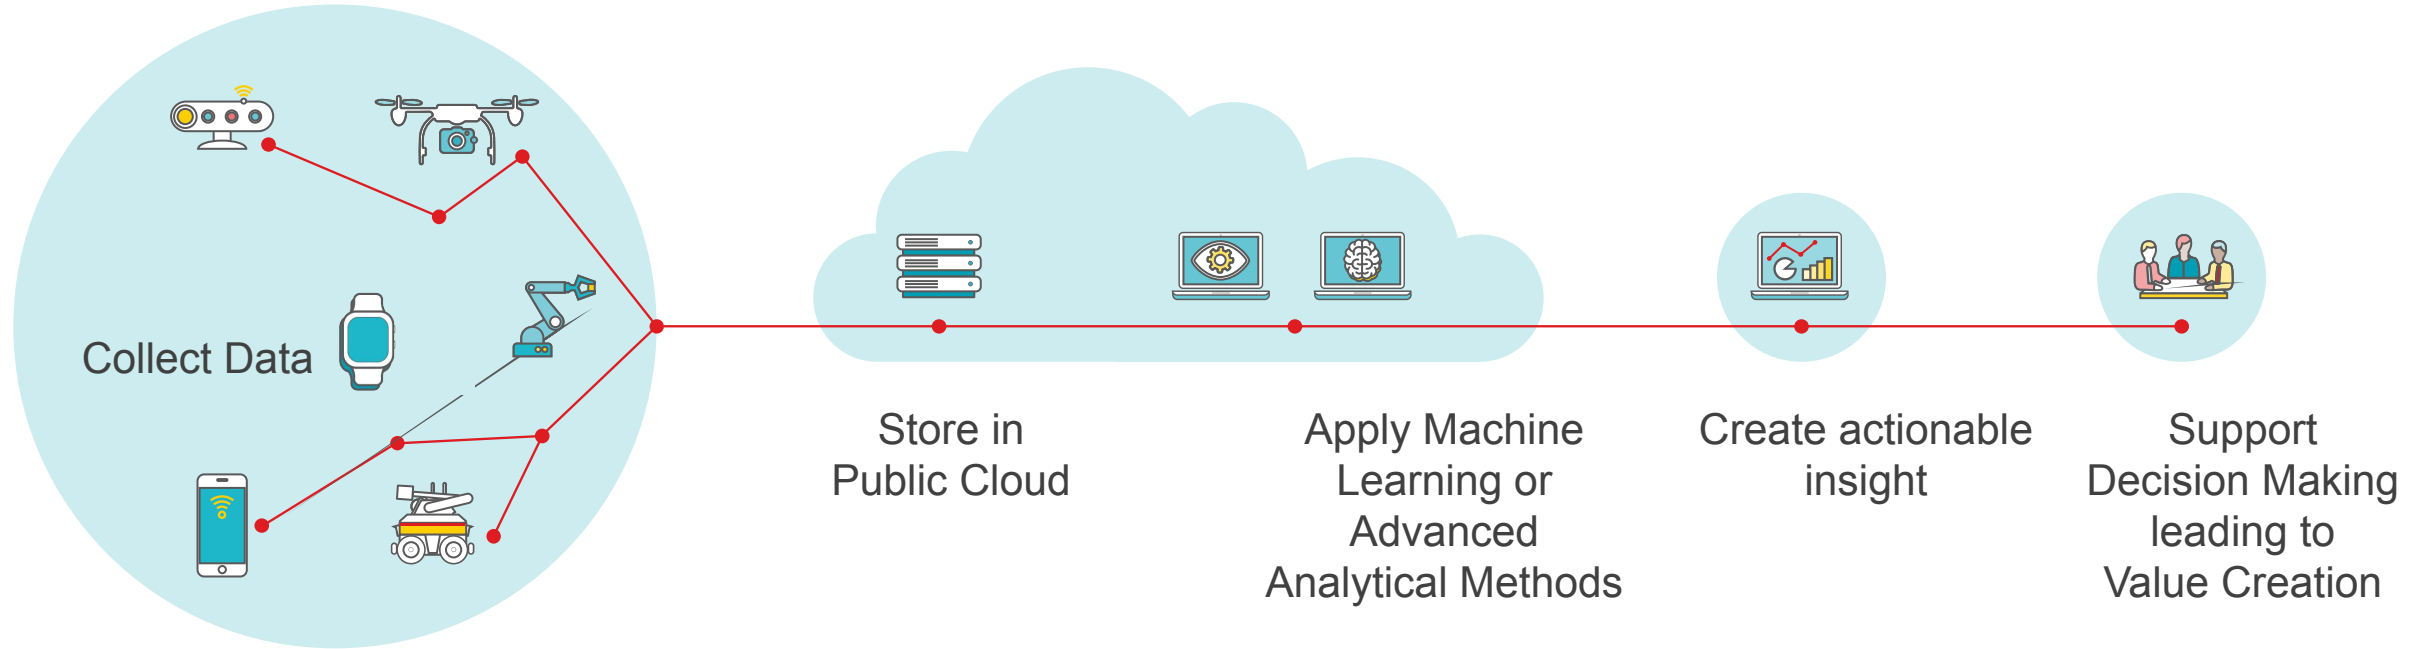 Collect Data
Store in
Public Cloud
Apply Machine
Learning or
Advanced
Analytical Methods
Create actionable
insight
Support
Decision Making
leading to
Value Creation